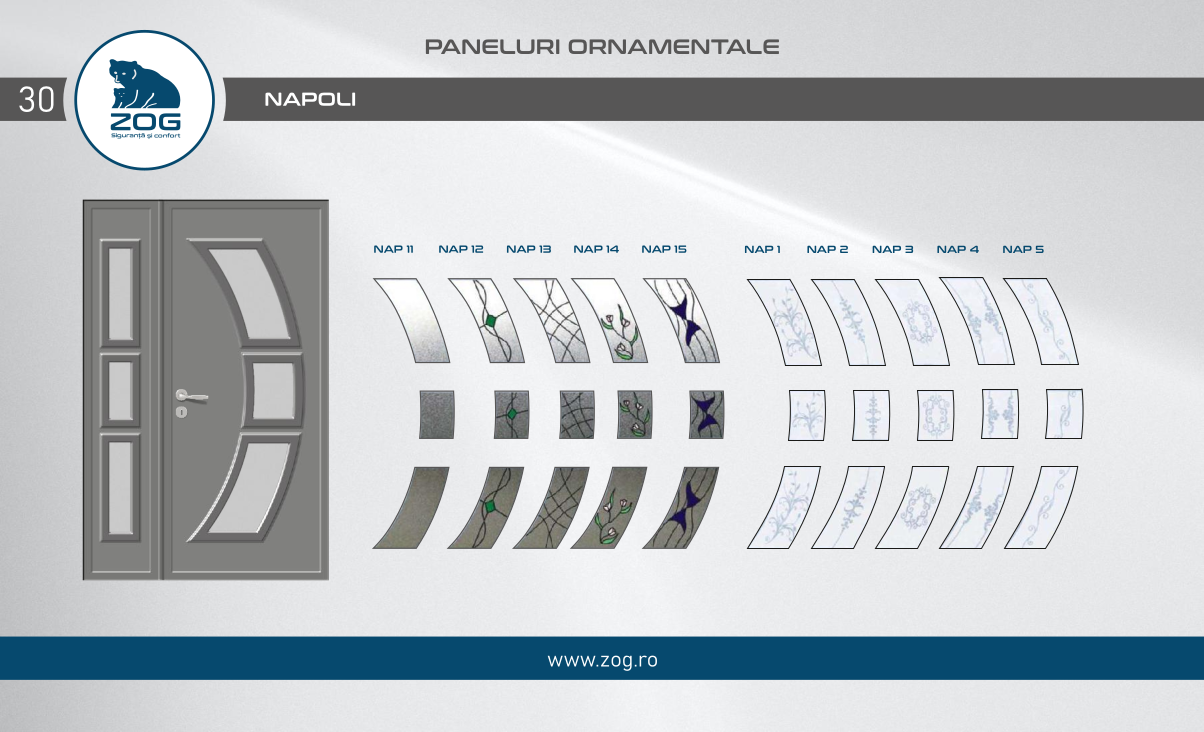 PANELURI ORNAMENTALE
30
NAPOLI
ZOG
Siguranță și confort
NAP 11 NAP 12 NAP 13 NAP 14 NAP 15 NAP 1 NAP 2 NAP 3 NAP 4 NAP 5
www.zog.ro